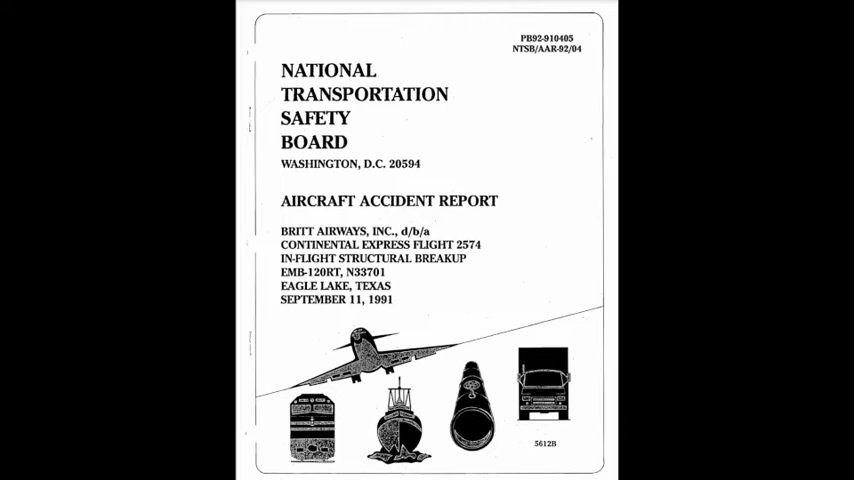 PB92-910405
NTSB/AAR-92/04
NATIONAL
TRANSPORTATION
SAFETY
BOARD
WASHINGTON, D.C. 20594
AIRCRAFT ACCIDENT REPORT
BRITT AIRWAYS, INC., d/b/a
CONTINENTAL EXPRESS FLIGHT 2574
IN-FLIGHT STRUCTURAL BREAKUP
EMB-120RT, N33701
EAGLE LAKE, TEXAS
SEPTEMBER 11, 1991
5612B